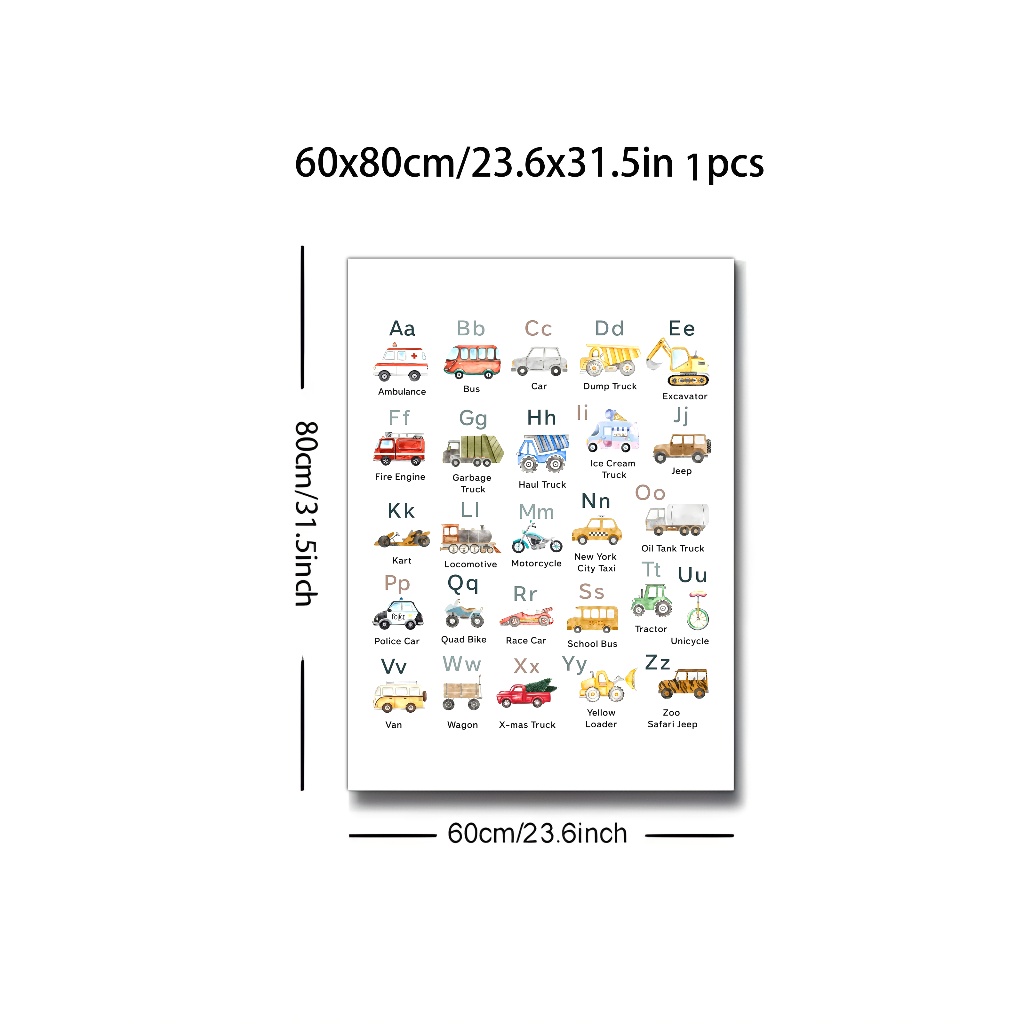 60x80cm/23.6x31.5in 1pcs
80cm/31.5inch
Aa Bb Cc Dd Ee
Ambulance Bus Car Dump Truck Excavator
Ff Gg Hh Ii Jj
Fire Engine Garbage Haul Truck Ice Cream Jeep
Truck Truck
Kk Ll Mm Nn Oo
Kart Locomotive Motorcycle New York Oil Tank Truck
City Taxi
Pp Qq Rr Ss Tt Uu
Police Car Quad Bike Race Car School Bus Tractor Unicycle
Vv Ww Xx Yy Zz
Van Wagon X-mas Truck Yellow Zoo
Loader Safari Jeep
60cm/23.6inch